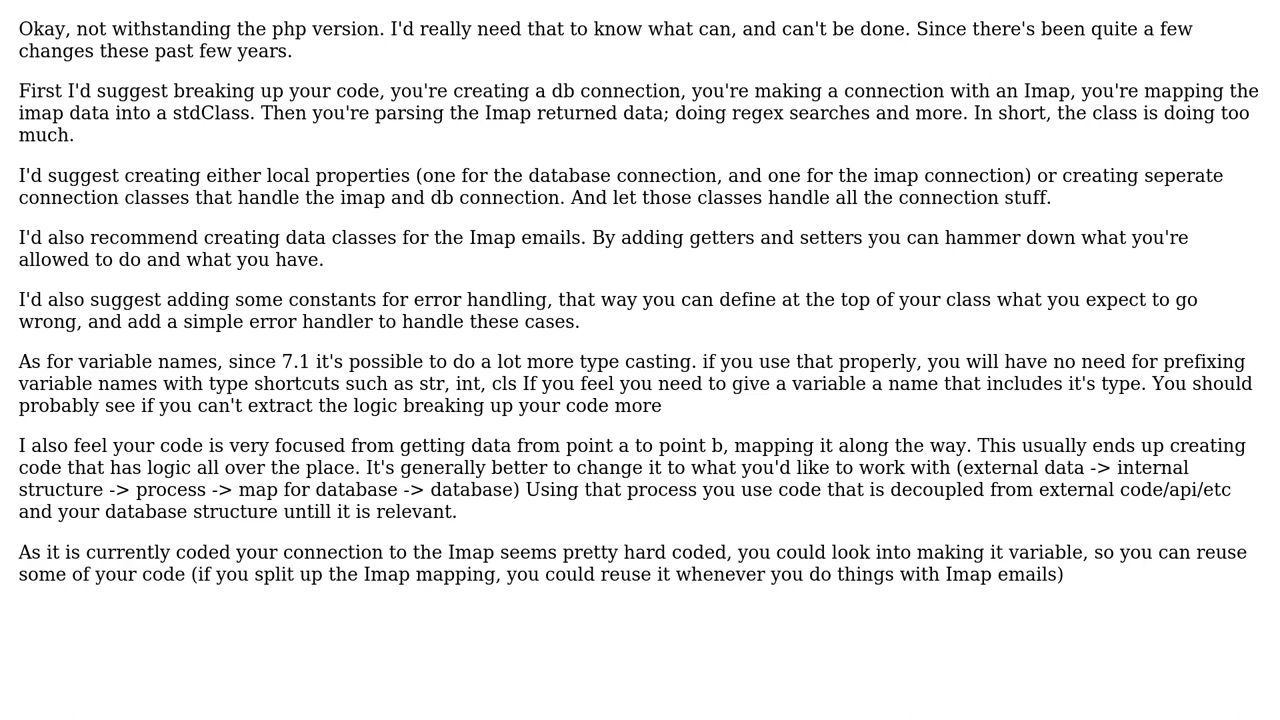 Okay, not withstanding the php version. I'd really need that to know what can, and can't be done. Since there's been quite a few
changes these past few years.
First I'd suggest breaking up your code, you're creating a db connection, you're making a connection with an Imap, you're mapping the
imap data into a stdClass. Then you're parsing the Imap returned data; doing regex searches and more. In short, the class is doing too
much.
I'd suggest creating either local properties (one for the database connection, and one for the imap connection) or creating seperate
connection classes that handle the imap and db connection. And let those classes handle all the connection stuff.
I'd also recommend creating data classes for the Imap emails. By adding getters and setters you can hammer down what you're
allowed to do and what you have.
I'd also suggest adding some constants for error handling, that way you can define at the top of your class what you expect to go
wrong, and add a simple error handler to handle these cases.
As for variable names, since 7.1 it's possible to do a lot more type casting. if you use that properly, you will have no need for prefixing
variable names with type shortcuts such as str, int, cls If you feel you need to give a variable a name that includes it's type. You should
probably see if you can't extract the logic breaking up your code more
I also feel your code is very focused from getting data from point a to point b, mapping it along the way. This usually ends up creating
code that has logic all over the place. It's generally better to change it to what you'd like to work with (external data -> internal
structure -> process -> map for database -> database) Using that process you use code that is decoupled from external code/api/etc
and your database structure untill it is relevant.
As it is currently coded your connection to the Imap seems pretty hard coded, you could look into making it variable, so you can reuse
some of your code (if you split up the Imap mapping, you could reuse it whenever you do things with Imap emails)